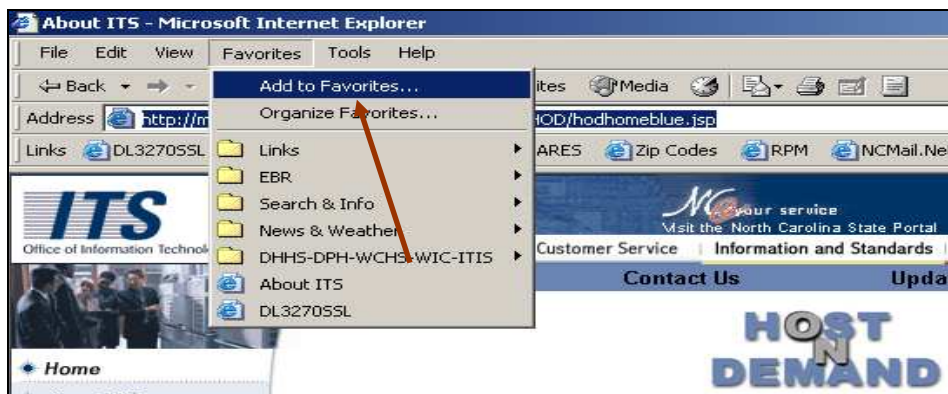 About ITS - Microsoft Internet Explorer
File Edit View Favorites Tools Help
Back ites Media
Add to Favorites...
Address http://m HOD/hodhomeblue.jsp
Organize Favorites...
Links DL3270SSL ARES Zip Codes RPM NCMail.Ne
Links
EBR
Search & Info
News & Weather
DHHS-DPH-WCHS-WIC-ITIS
About ITS
DL3270SSL
ITS
Office of Information Technol
NC @ your service
Visit the North Carolina State Portal
Customer Service | Information and Standards
Contact Us Upda
HOST
N
DEMAND
Home